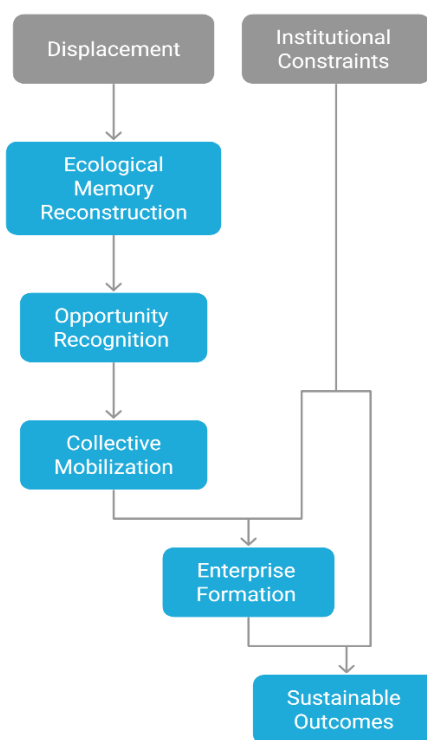 Displacement
Institutional
Constraints
Ecological
Memory
Reconstruction
Opportunity
Recognition
Collective
Mobilization
Enterprise
Formation
Sustainable
Outcomes